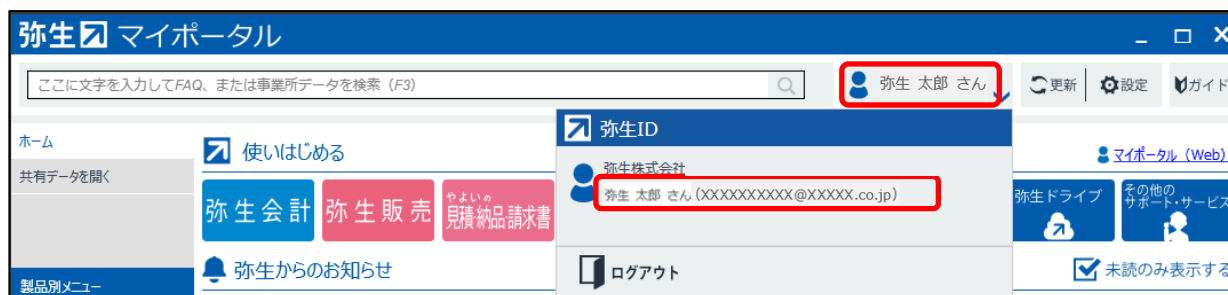 弥生 マイポータル
ここに文字を入力してFAQ、または事業所データを検索（F3）
弥生 太郎 さん
更新
設定
ガイド
ホーム
共有データを開く
製品別メニュー
使いはじめる
弥生会計
弥生販売
やよいの
見積納品請求書
弥生からのお知らせ
弥生ID
弥生株式会社
弥生 太郎 さん (XXXXXXXXXX@XXXXX.co.jp)
ログアウト
マイポータル（Web）
弥生ドライブ
その他の
サポート・サービス
未読のみ表示する